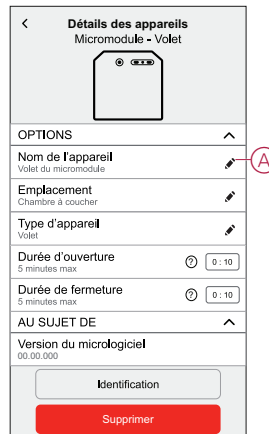 Détails des appareils
Micromodule - Volet
OPTIONS
Nom de l'appareil
Volet du micromodule
A
Emplacement
Chambre à coucher
Type d'appareil
Volet
Durée d'ouverture
5 minutes max
? 0 : 10
Durée de fermeture
5 minutes max
? 0 : 10
AU SUJET DE
Version du micrologiciel
00.00.000
Identification
Supprimer